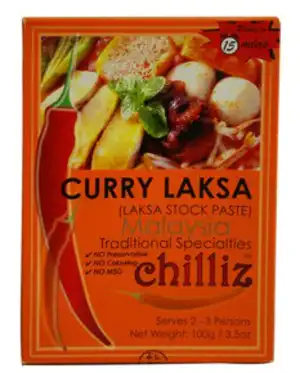 15
CURRY LAKSA
(LAKSA STOCK PASTE)
Malaysia
Traditional Specialties
✓ NO Preservative
✓ NO Colouring
✓ NO MSG
chilliz
Serves 2 - 3 Persons
Net Weight: 100g / 3.5oz